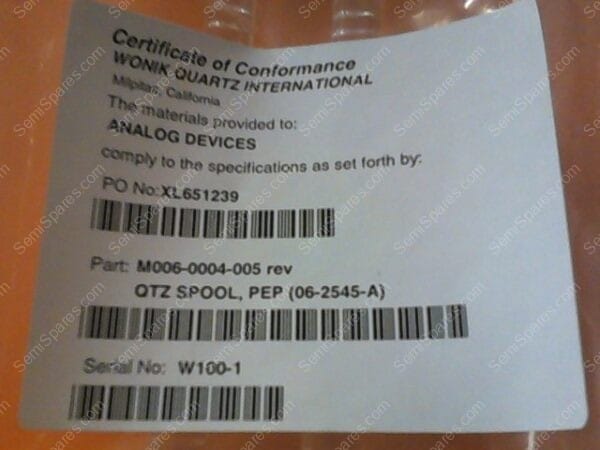 Certificate of Conformance
WONIK QUARTZ INTERNATIONAL
Milpitas, California
The materials provided to:
ANALOG DEVICES
comply to the specifications as set forth by:
PO No:XL651239
Part: M006-0004-005 rev
QTZ SPOOL, PEP (06-2545-A)
Serial No: W100-1
SemiSpares.com